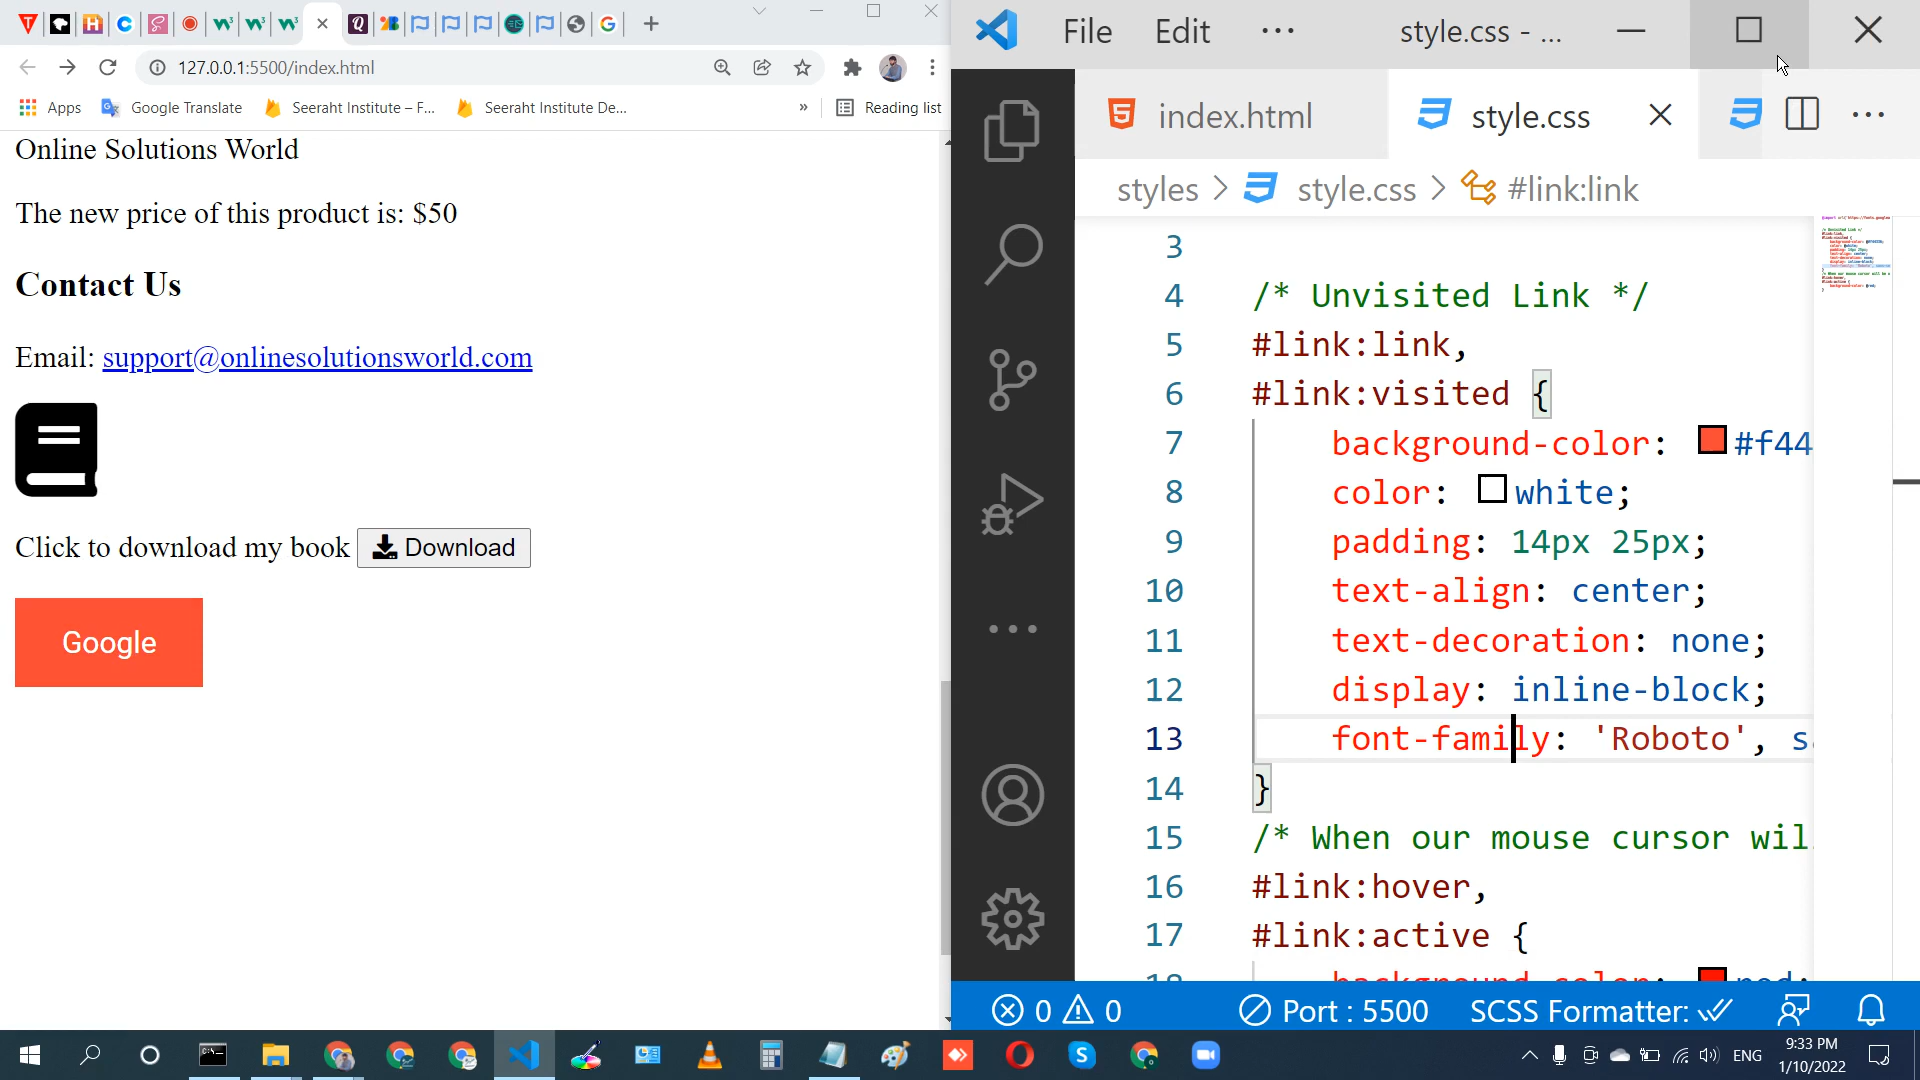 File Edit ... style.css - ...
127.0.0.1:5500/index.html
Apps Google Translate Seeraht Institute – F... Seeraht Institute De... » Reading list
Online Solutions World
The new price of this product is: $50
Contact Us
Email: support@onlinesolutionsworld.com
Click to download my book Download
Google
index.html style.css
styles > style.css > #link:link
3
4 /* Unvisited Link */
5 #link:link,
6 #link:visited {
7 background-color: #f44
8 color: white;
9 padding: 14px 25px;
10 text-align: center;
11 text-decoration: none;
12 display: inline-block;
13 font-family: 'Roboto', s
14 }
15 /* When our mouse cursor wil
16 #link:hover,
17 #link:active {
18 background-color: red;
0 0 Port : 5500 SCSS Formatter:
ENG 9:33 PM
1/10/2022